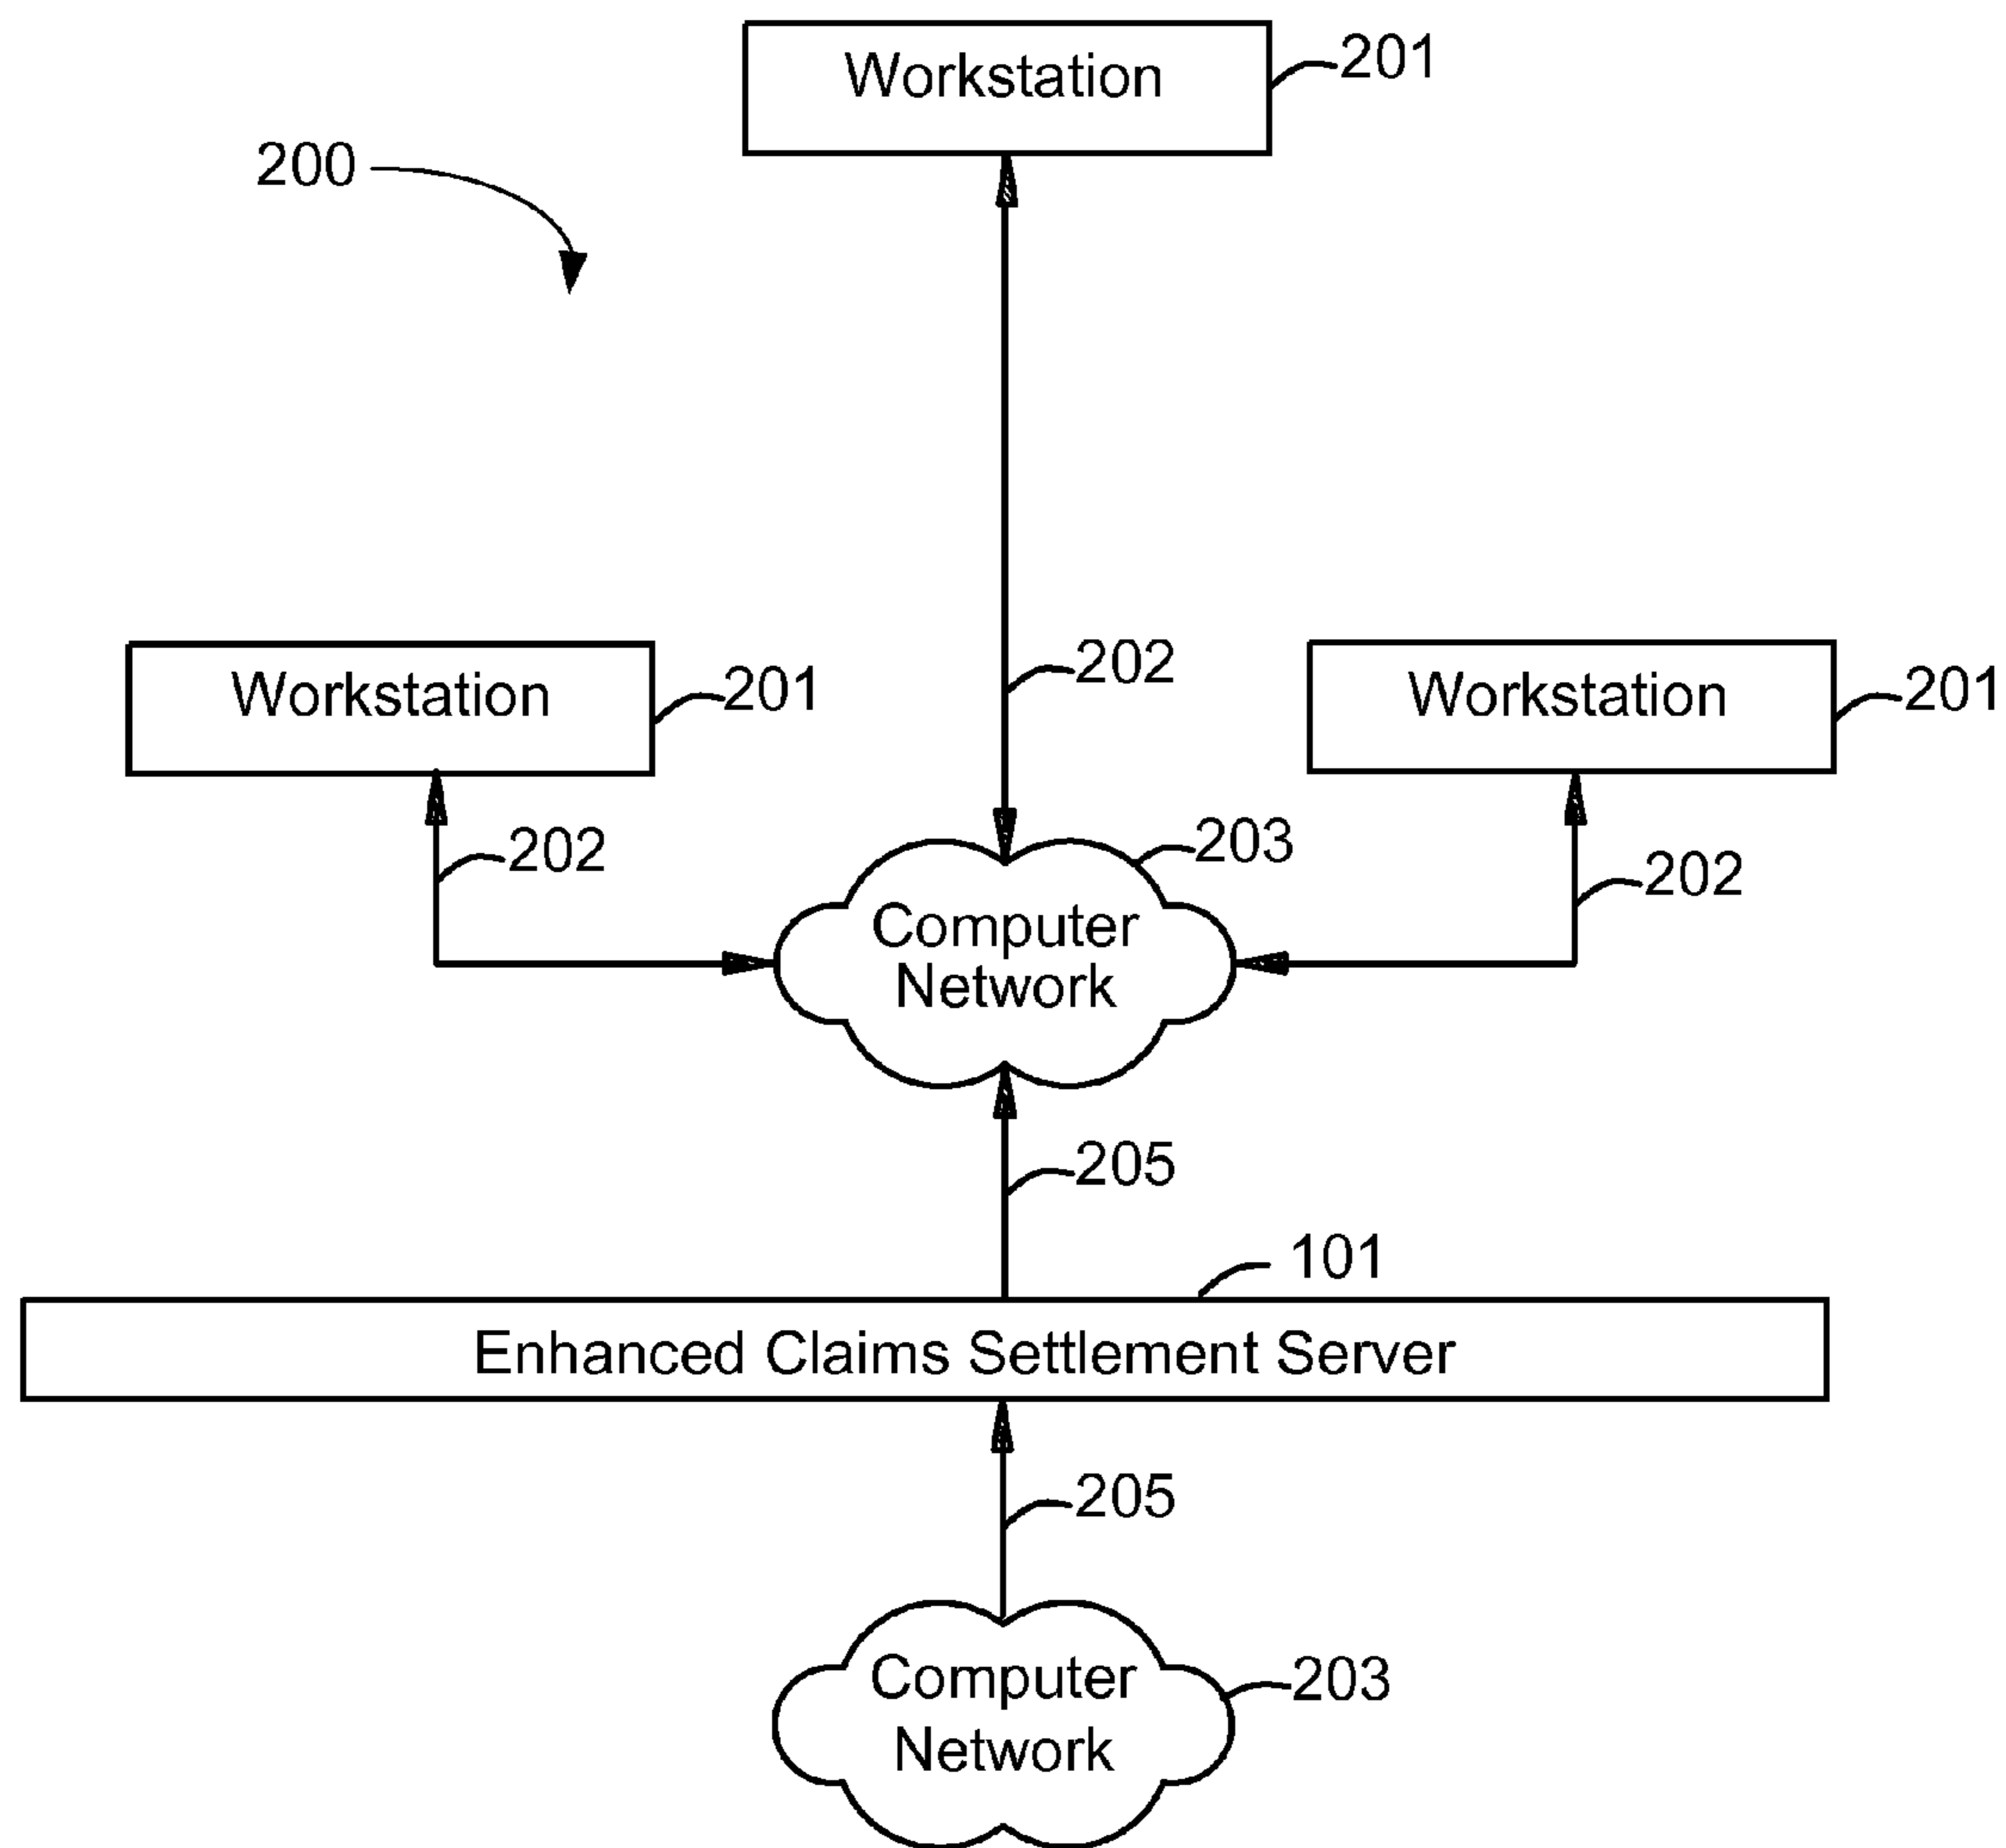 Workstation
201
200
202
Workstation
201
Workstation
201
202
203
202
Computer
Network
205
101
Enhanced Claims Settlement Server
205
Computer
Network
203